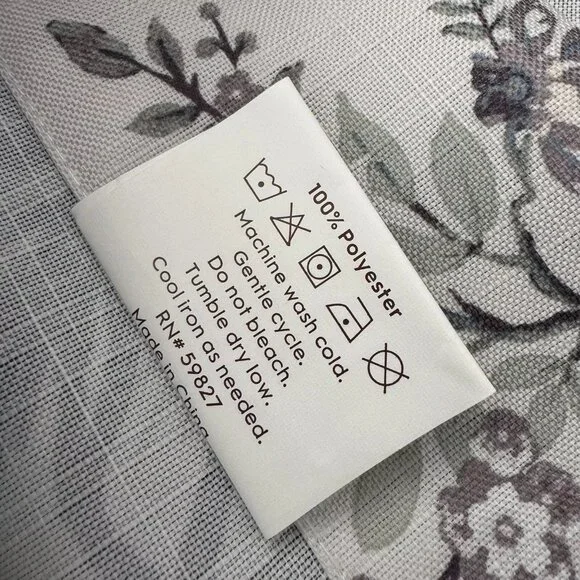 100% Polyester
Machine wash cold.
Gentle cycle.
Do not bleach.
Tumble dry low.
Cool iron as needed.
RN# 59827
Made in China